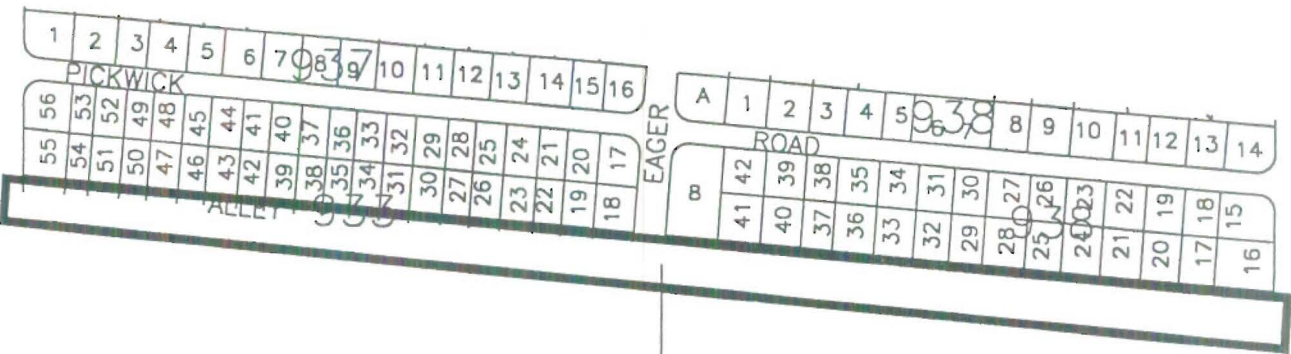 1 2 3 4 5 6 7 8 9 10 11 12 13 14 15 16
937
PICKWICK
56 53 52 49 48 45 44 41 40 37 36 33 32 29 28 25 24 21 20 17
55 54 51 50 47 46 43 42 39 38 35 34 31 30 27 26 23 22 19 18
ALLEY 933
EAGER
A 1 2 3 4 5 6 7 8 9 10 11 12 13 14
938
ROAD
B
42 39 38 35 34 31 30 27 26 23 22 19 18 15
41 40 37 36 33 32 29 28 25 24 21 20 17 16
938